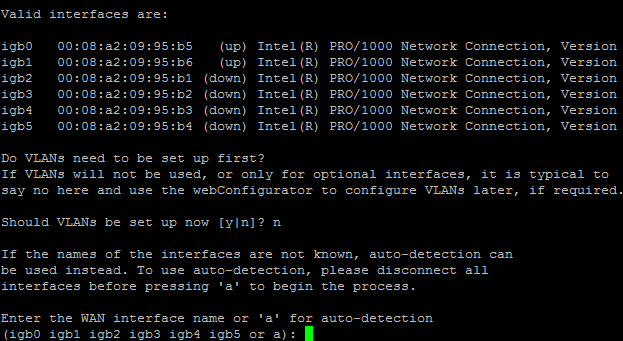 Valid interfaces are:
igb0   00:08:a2:09:95:b5   (up) Intel(R) PRO/1000 Network Connection, Version
igb1   00:08:a2:09:95:b6   (up) Intel(R) PRO/1000 Network Connection, Version
igb2   00:08:a2:09:95:b1 (down) Intel(R) PRO/1000 Network Connection, Version
igb3   00:08:a2:09:95:b2 (down) Intel(R) PRO/1000 Network Connection, Version
igb4   00:08:a2:09:95:b3 (down) Intel(R) PRO/1000 Network Connection, Version
igb5   00:08:a2:09:95:b4 (down) Intel(R) PRO/1000 Network Connection, Version
Do VLANs need to be set up first?
If VLANs will not be used, or only for optional interfaces, it is typical to
say no here and use the webConfigurator to configure VLANs later, if required.
Should VLANs be set up now [y|n]? n
If the names of the interfaces are not known, auto-detection can
be used instead. To use auto-detection, please disconnect all
interfaces before pressing 'a' to begin the process.
Enter the WAN interface name or 'a' for auto-detection
(igb0 igb1 igb2 igb3 igb4 igb5 or a):